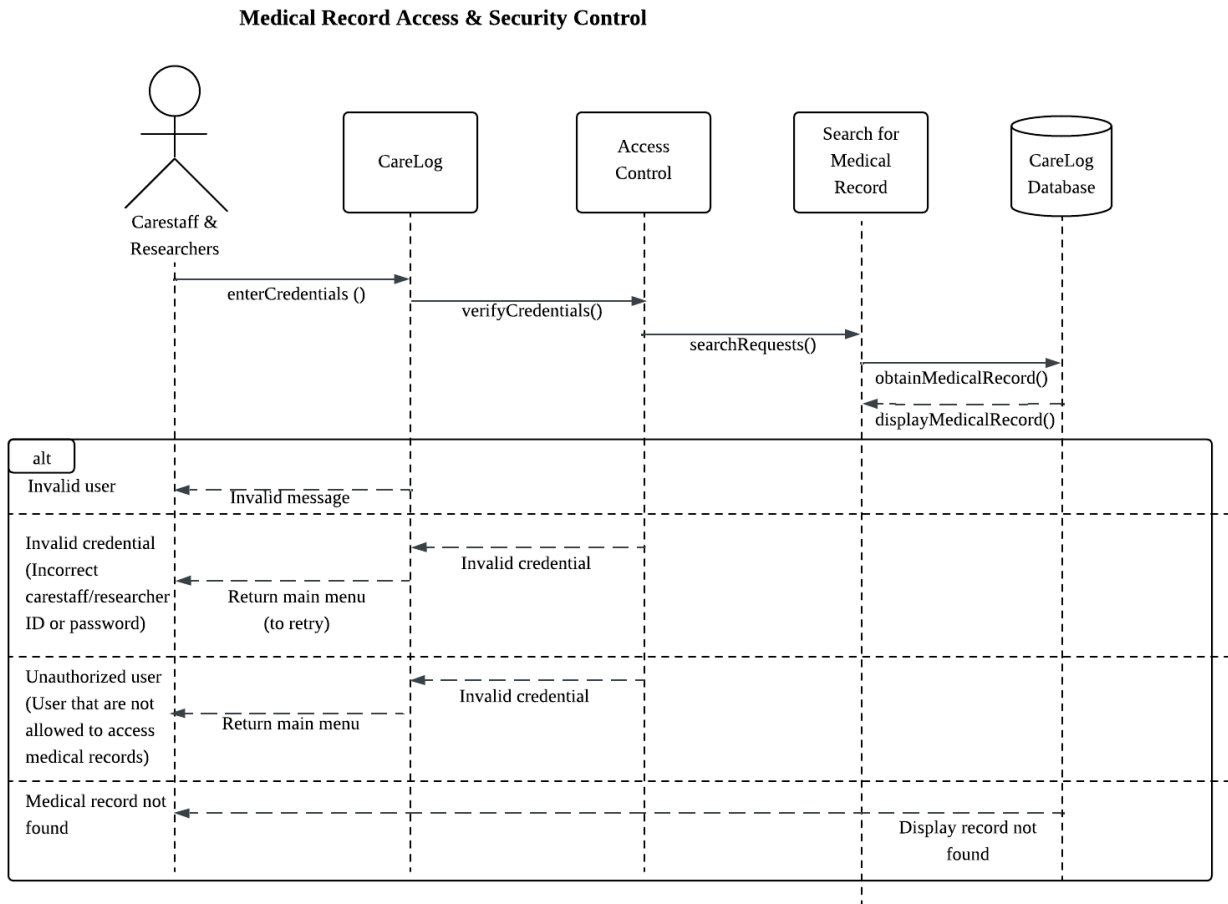 Medical Record Access & Security Control
Carestaff &
Researchers
CareLog
Access
Control
Search for
Medical
Record
CareLog
Database
enterCredentials ()
verifyCredentials()
searchRequests()
obtainMedicalRecord()
displayMedicalRecord()
alt
Invalid user
Invalid message
Invalid credential
(Incorrect
carestaff/researcher
ID or password)
Invalid credential
Return main menu
(to retry)
Unauthorized user
(User that are not
allowed to access
medical records)
Invalid credential
Return main menu
Medical record not
found
Display record not
found